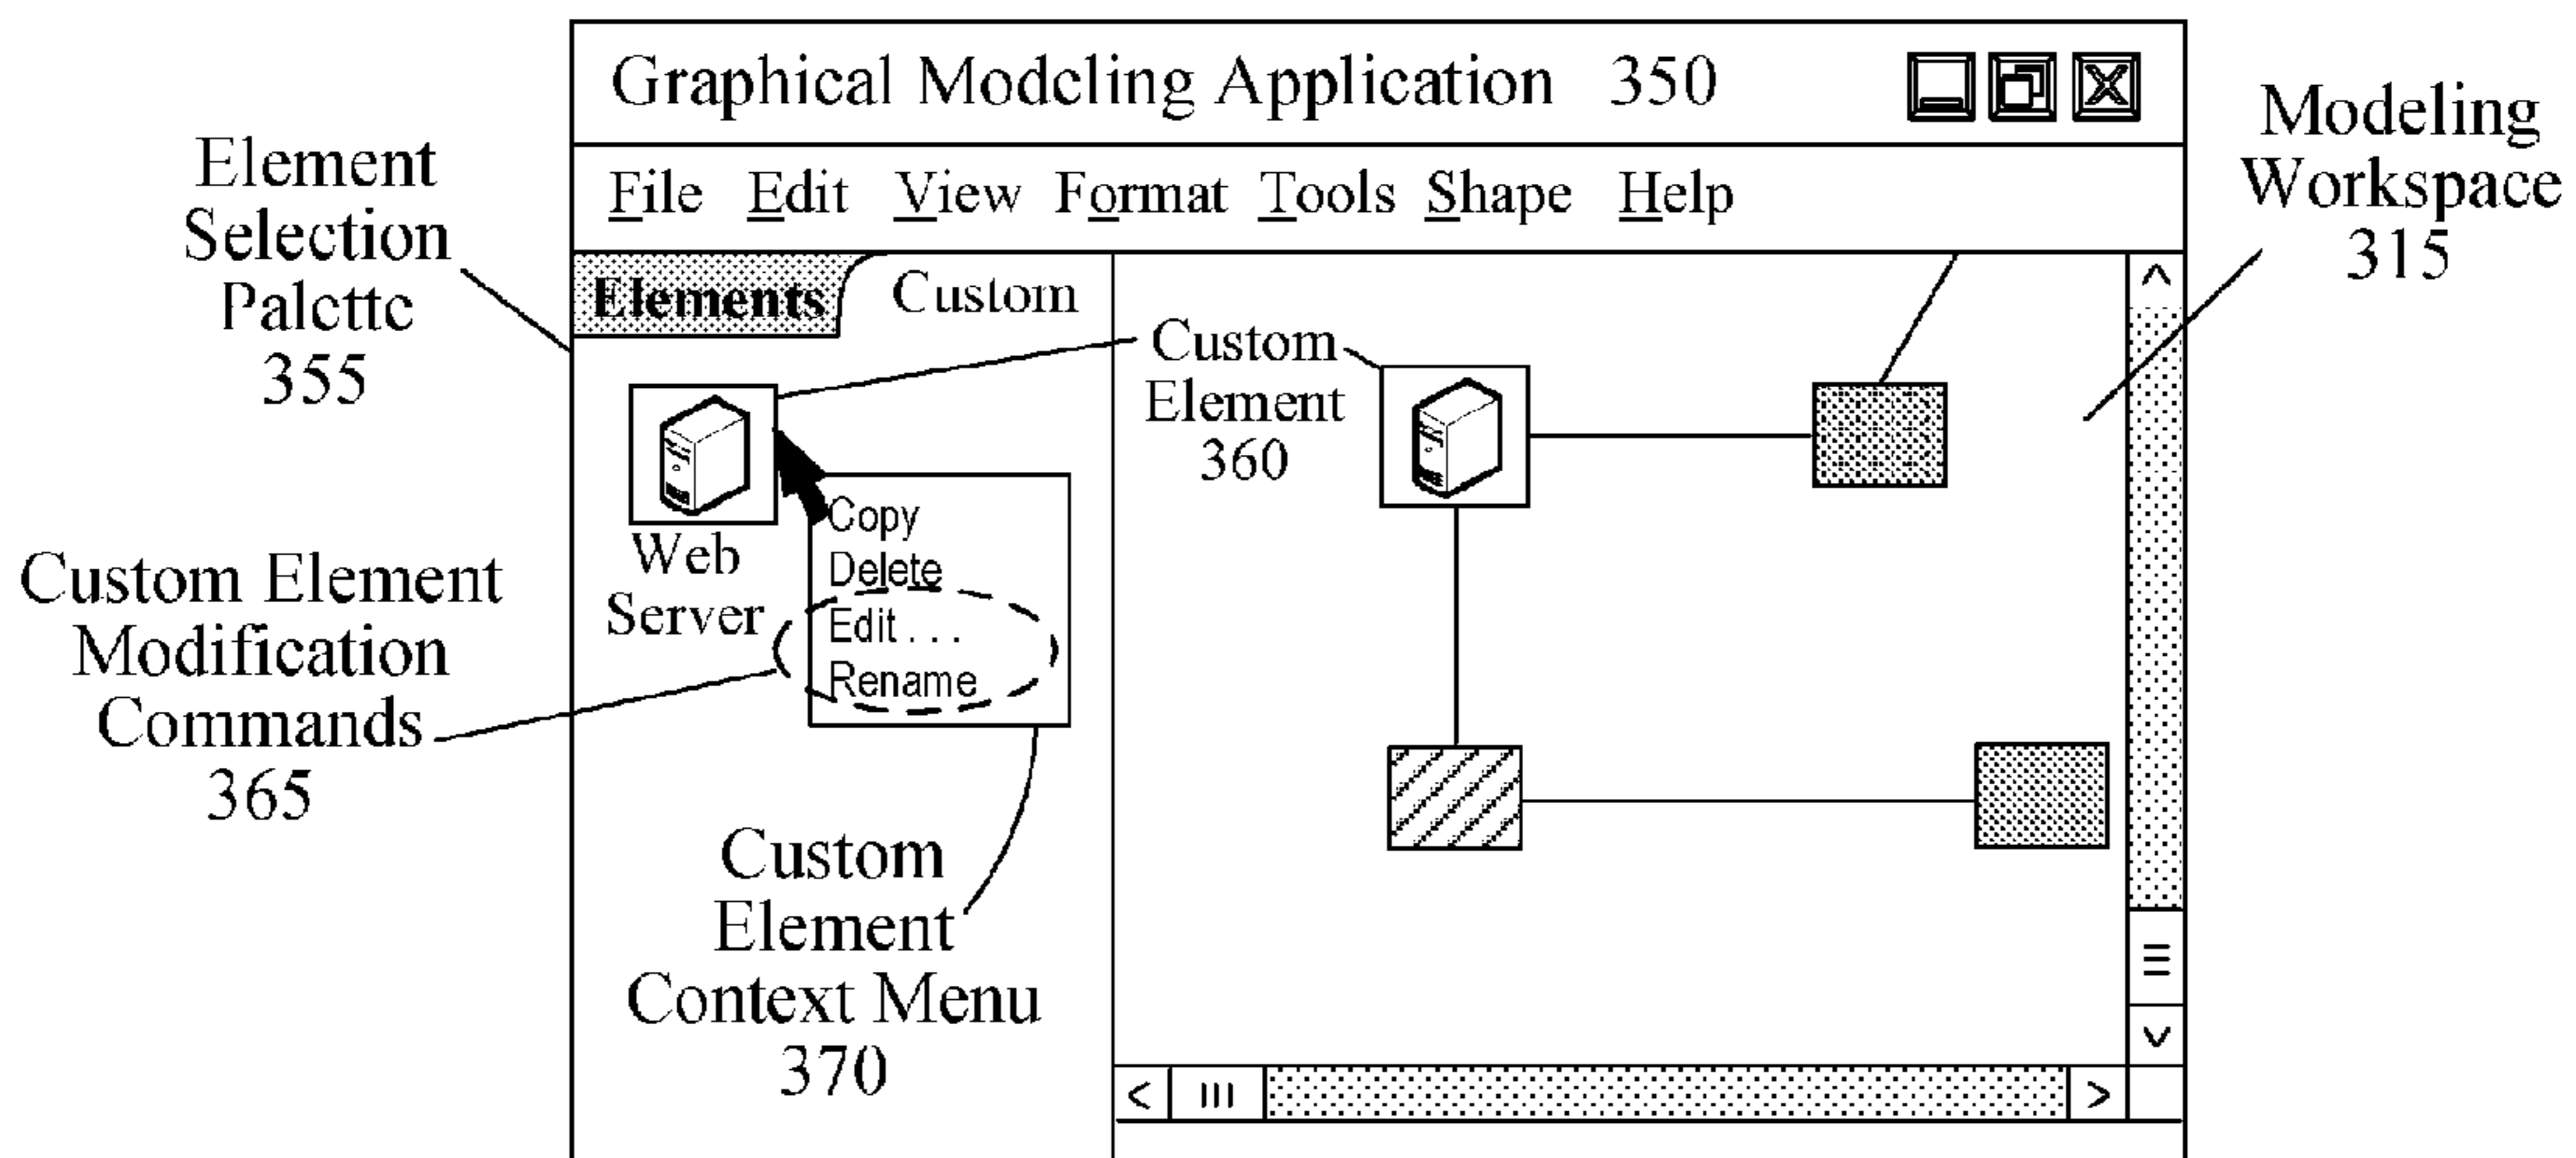 Graphical Modeling Application 350
File Edit View Format Tools Shape Help
Element
Selection
Palette
355
Modeling
Workspace
315
Elements
Custom
Custom
Element
360
Web
Server
Copy
Delete
Edit . . .
Rename
Custom Element
Modification
Commands
365
Custom
Element
Context Menu
370